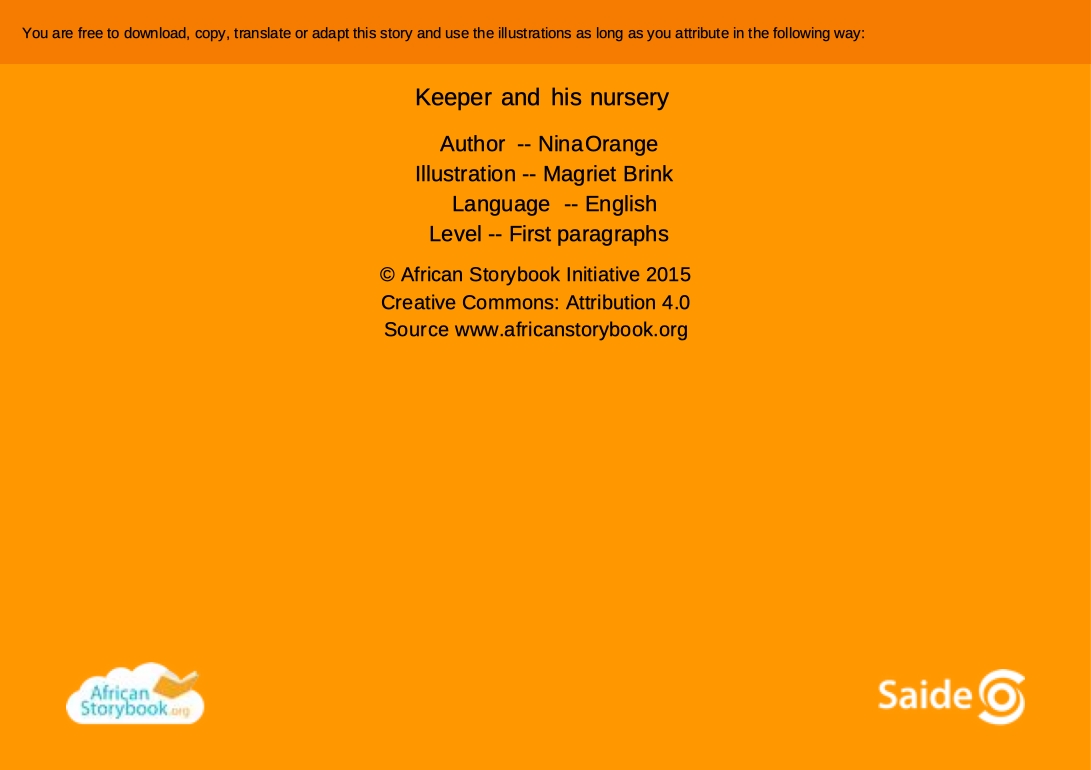 You are free to download, copy, translate or adapt this story and use the illustrations as long as you attribute in the following way:
Keeper and his nursery
Author -- Nina Orange
Illustration -- Magriet Brink
Language -- English
Level -- First paragraphs
© African Storybook Initiative 2015
Creative Commons: Attribution 4.0
Source www.africanstorybook.org
African
Storybook.org
Saide